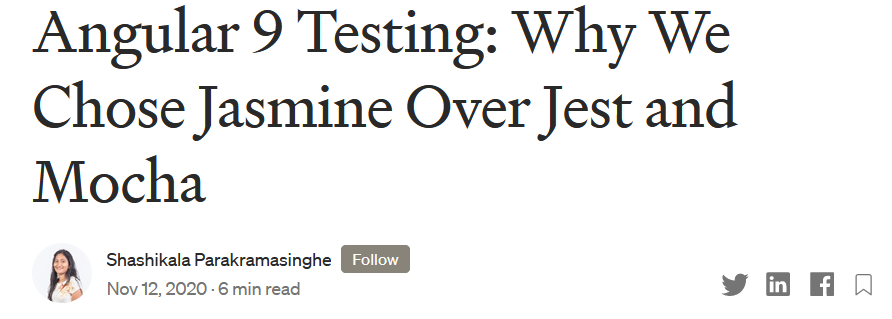 Angular 9 Testing: Why We
Chose Jasmine Over Jest and
Mocha
Shashikala Parakramasinghe Follow
Nov 12, 2020 · 6 min read